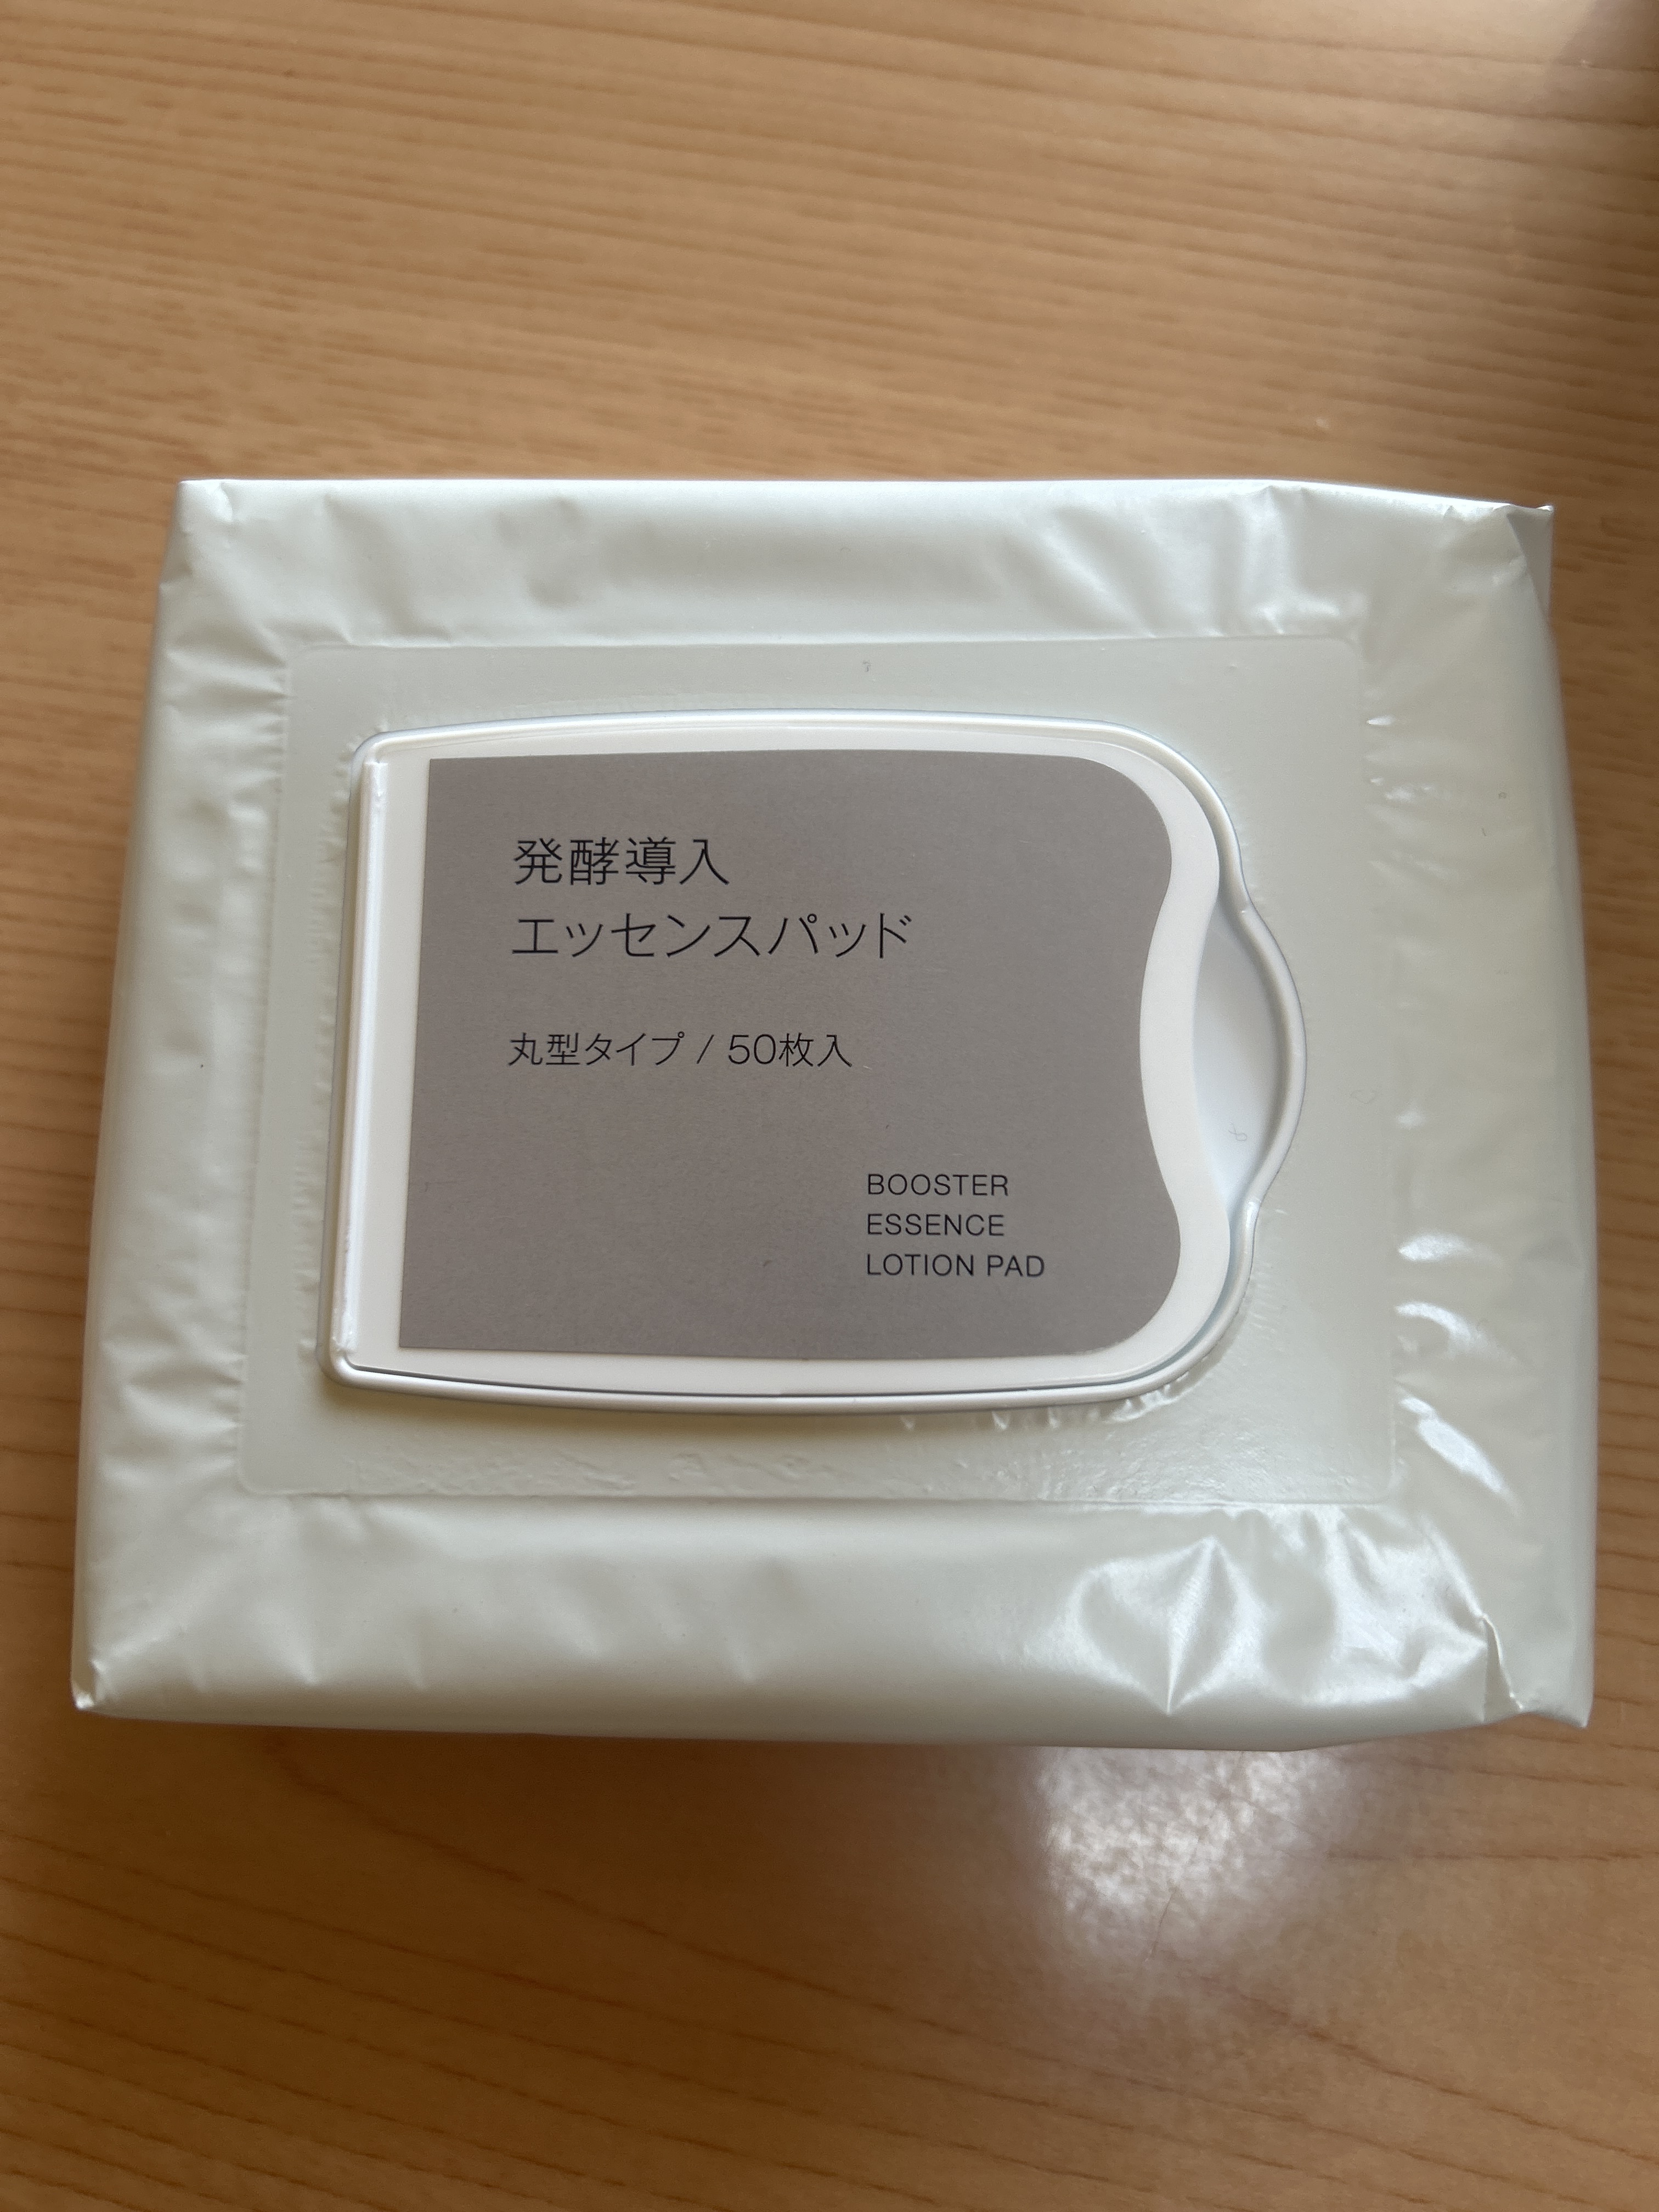 発酵導入
エッセンスパッド
丸型タイプ / 50枚入
BOOSTER
ESSENCE
LOTION PAD